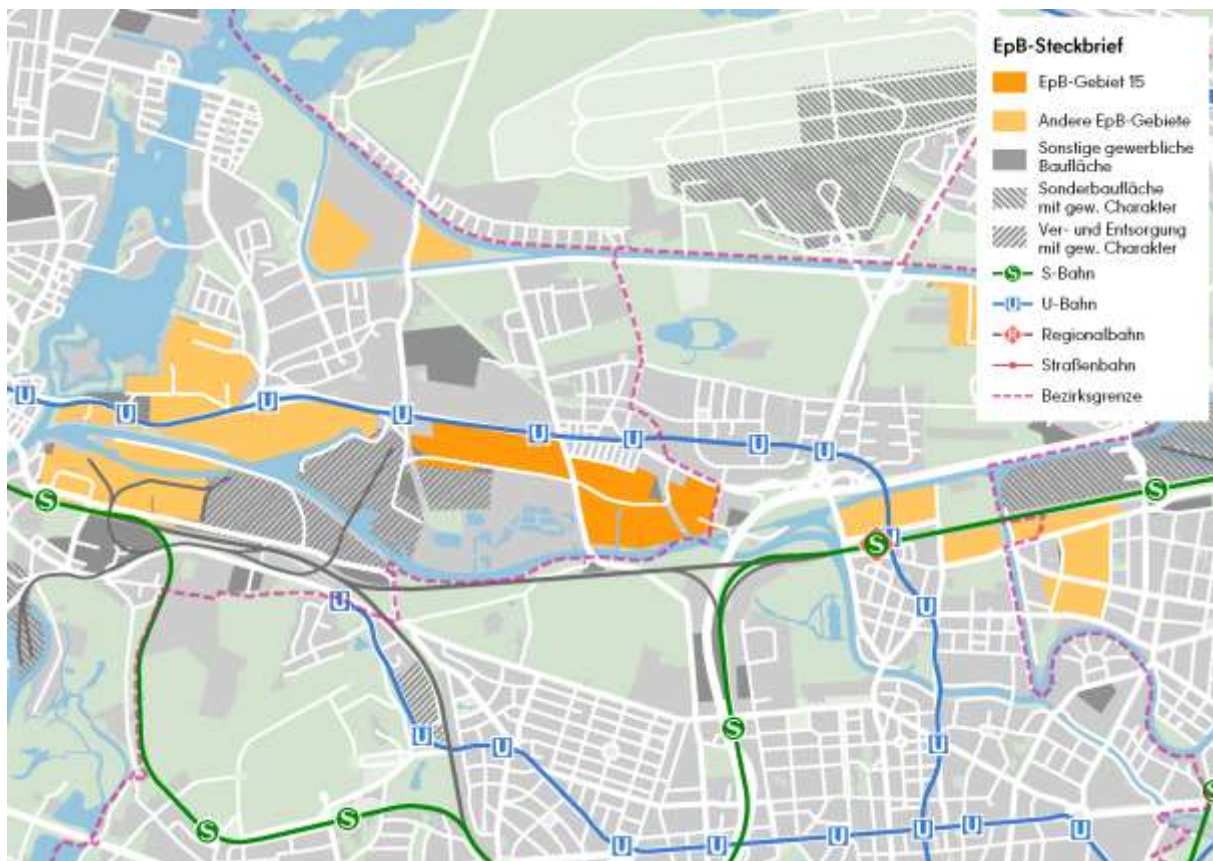 EpB-Steckbrief
EpB-Gebiet 15
Andere EpB-Gebiete
Sonstige gewerbliche
Baufläche
Sonderbaufläche
mit gew. Charakter
Ver- und Entsorgung
mit gew. Charakter
S S-Bahn
U U-Bahn
R Regionalbahn
Straßenbahn
Bezirksgrenze
U
U
U
U
U
U
U
U
S
S
S
U
U
U
U
U
S
U
S
S
S
U
U
U
U
U
U